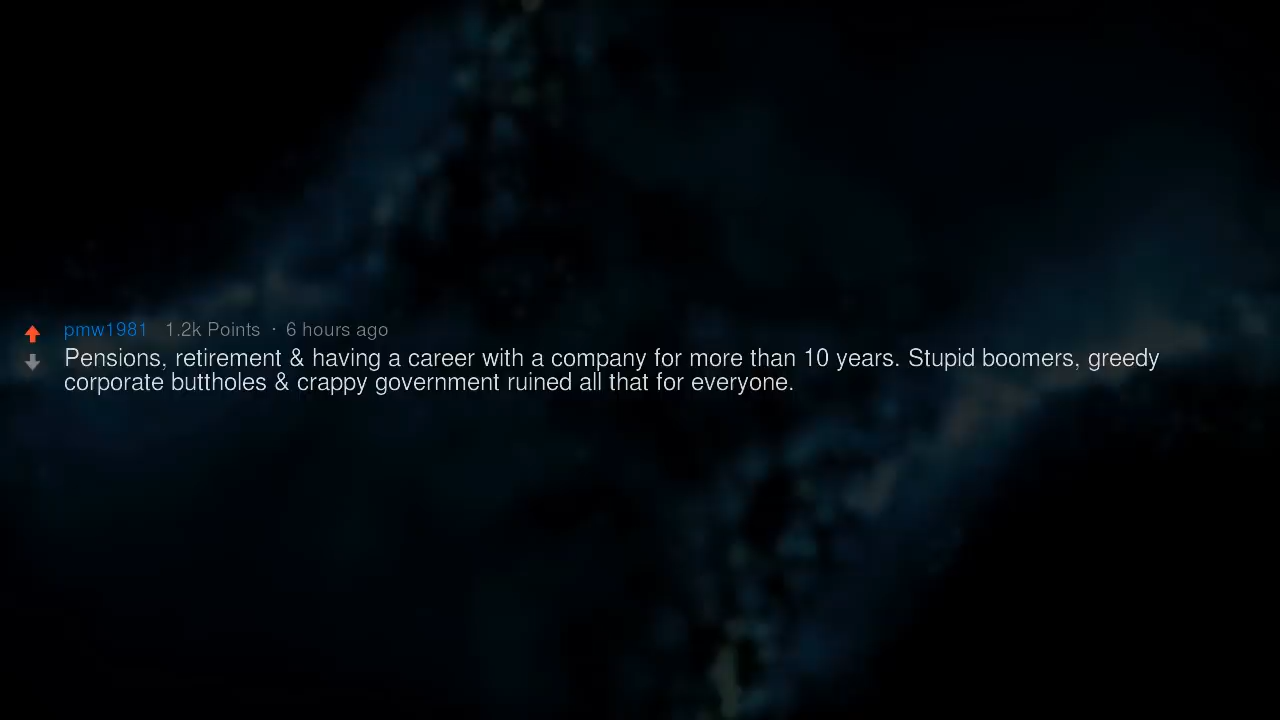 pmw1981 1.2k Points · 6 hours ago
Pensions, retirement & having a career with a company for more than 10 years. Stupid boomers, greedy
corporate buttholes & crappy government ruined all that for everyone.